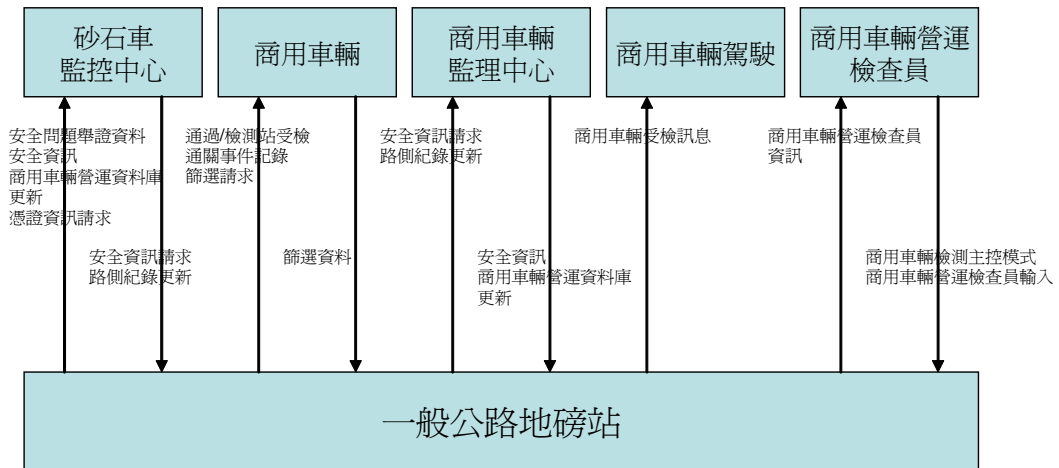 砂石車
監控中心
商用車輛
商用車輛
監理中心
商用車輛駕駛
商用車輛營運
檢查員
安全問題舉證資料
安全資訊
商用車輛營運資料庫
更新
憑證資訊請求
通過/檢測站受檢
通關事件記錄
篩選請求
安全資訊請求
路側紀錄更新
商用車輛受檢訊息
商用車輛營運檢查員
資訊
安全資訊請求
路側紀錄更新
篩選資料
安全資訊
商用車輛營運資料庫
更新
商用車輛檢測主控模式
商用車輛營運檢查員輸入
一般公路地磅站